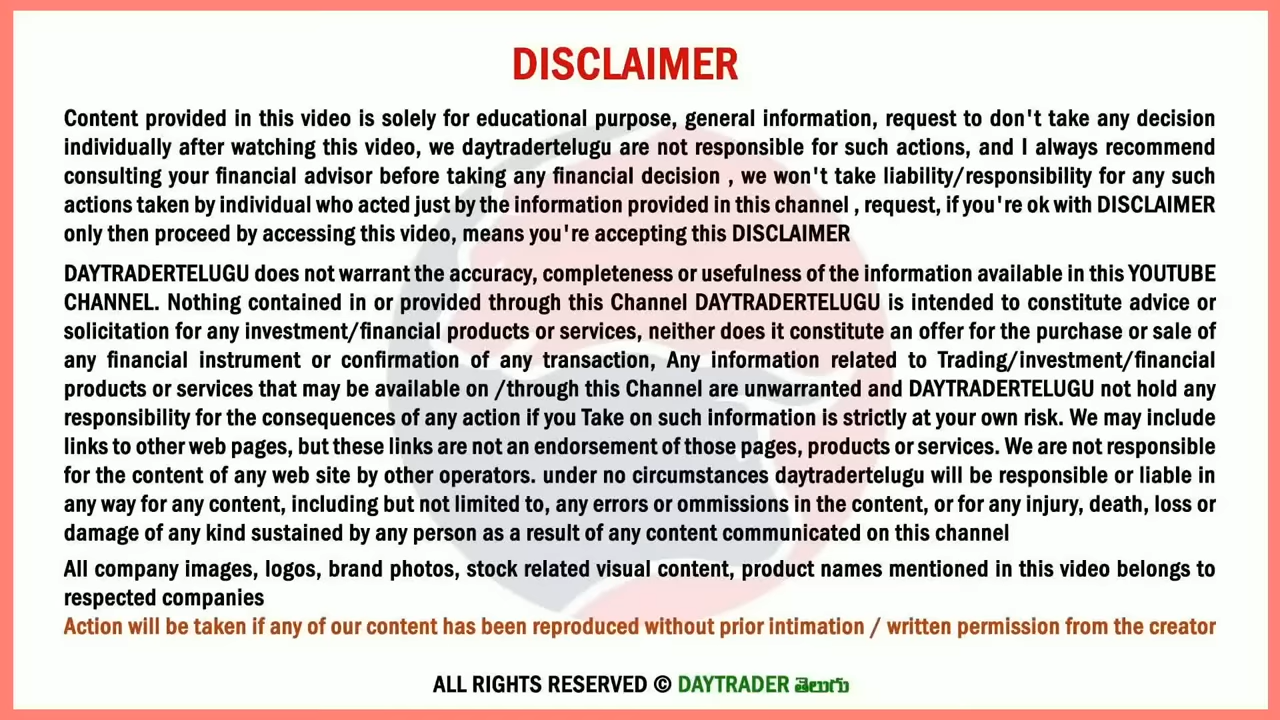 DISCLAIMER
Content provided in this video is solely for educational purpose, general information, request to don't take any decision
individually after watching this video, we daytradertelugu are not responsible for such actions, and I always recommend
consulting your financial advisor before taking any financial decision , we won't take liability/responsibility for any such
actions taken by individual who acted just by the information provided in this channel , request, if you're ok with DISCLAIMER
only then proceed by accessing this video, means you're accepting this DISCLAIMER
DAYTRADERTELUGU does not warrant the accuracy, completeness or usefulness of the information available in this YOUTUBE
CHANNEL. Nothing contained in or provided through this Channel DAYTRADERTELUGU is intended to constitute advice or
solicitation for any investment/financial products or services, neither does it constitute an offer for the purchase or sale of
any financial instrument or confirmation of any transaction, Any information related to Trading/investment/financial
products or services that may be available on /through this Channel are unwarranted and DAYTRADERTELUGU not hold any
responsibility for the consequences of any action if you Take on such information is strictly at your own risk. We may include
links to other web pages, but these links are not an endorsement of those pages, products or services. We are not responsible
for the content of any web site by other operators. under no circumstances daytradertelugu will be responsible or liable in
any way for any content, including but not limited to, any errors or ommissions in the content, or for any injury, death, loss or
damage of any kind sustained by any person as a result of any content communicated on this channel
All company images, logos, brand photos, stock related visual content, product names mentioned in this video belongs to
respected companies
Action will be taken if any of our content has been reproduced without prior intimation / written permission from the creator
ALL RIGHTS RESERVED © DAYTRADER తెలుగు